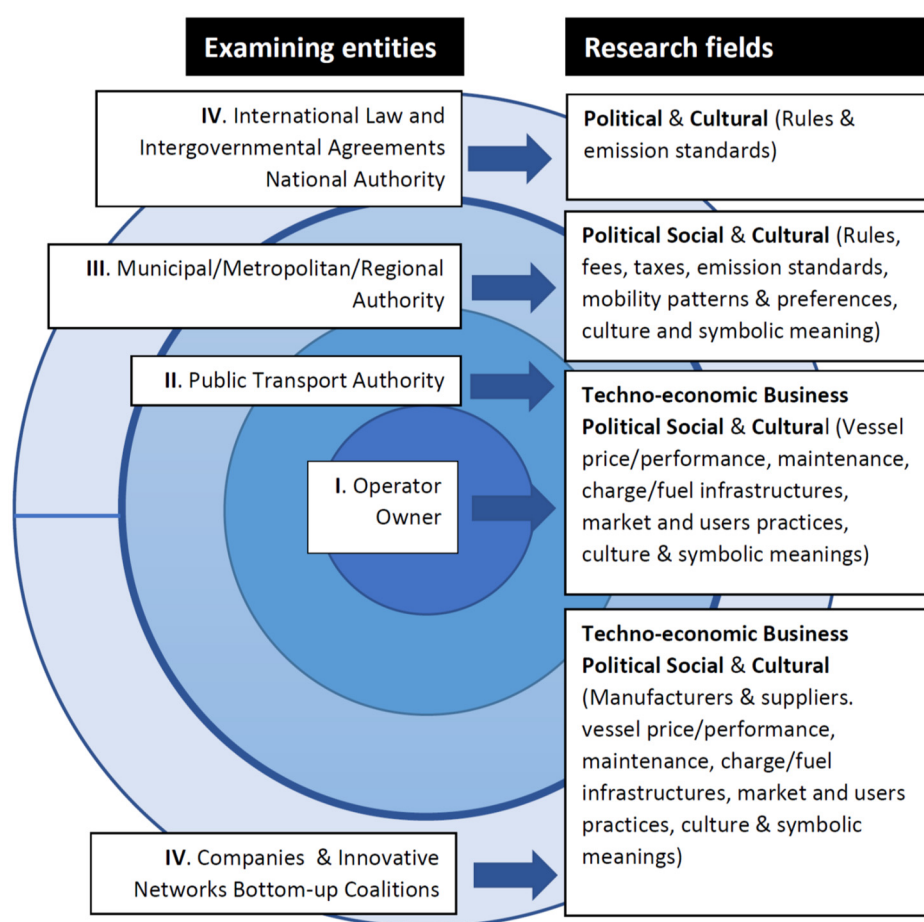 Examining entities
Research fields
IV. International Law and
Intergovernmental Agreements
National Authority
Political & Cultural (Rules &
emission standards)
III. Municipal/Metropolitan/Regional
Authority
Political Social & Cultural (Rules,
fees, taxes, emission standards,
mobility patterns & preferences,
culture and symbolic meaning)
II. Public Transport Authority
I. Operator
Owner
Techno-economic Business
Political Social & Cultural (Vessel
price/performance, maintenance,
charge/fuel infrastructures,
market and users practices,
culture & symbolic meanings)
IV. Companies & Innovative
Networks Bottom-up Coalitions
Techno-economic Business
Political Social & Cultural
(Manufacturers & suppliers.
vessel price/performance,
maintenance, charge/fuel
infrastructures, market and users
practices, culture & symbolic
meanings)